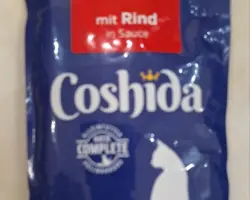 mit Rind
in Sauce
Coshida
COMPLETE